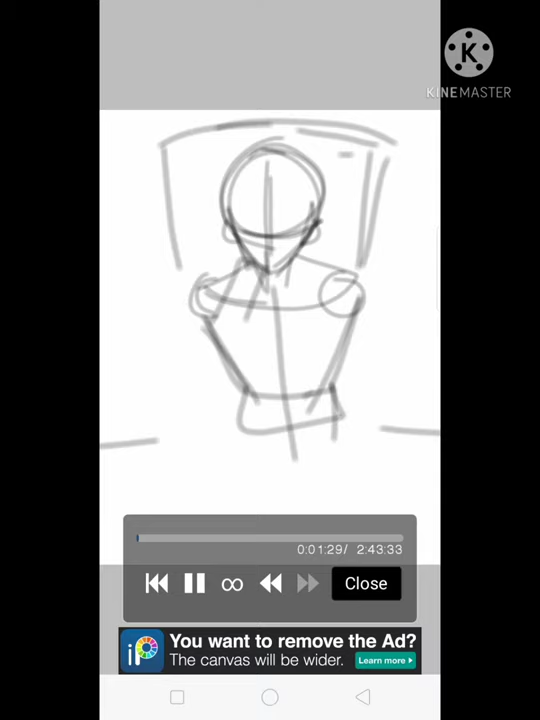 K
KINEMASTER
0:01:29/ 2:43:33
Close
iP
You want to remove the Ad?
The canvas will be wider.
Learn more